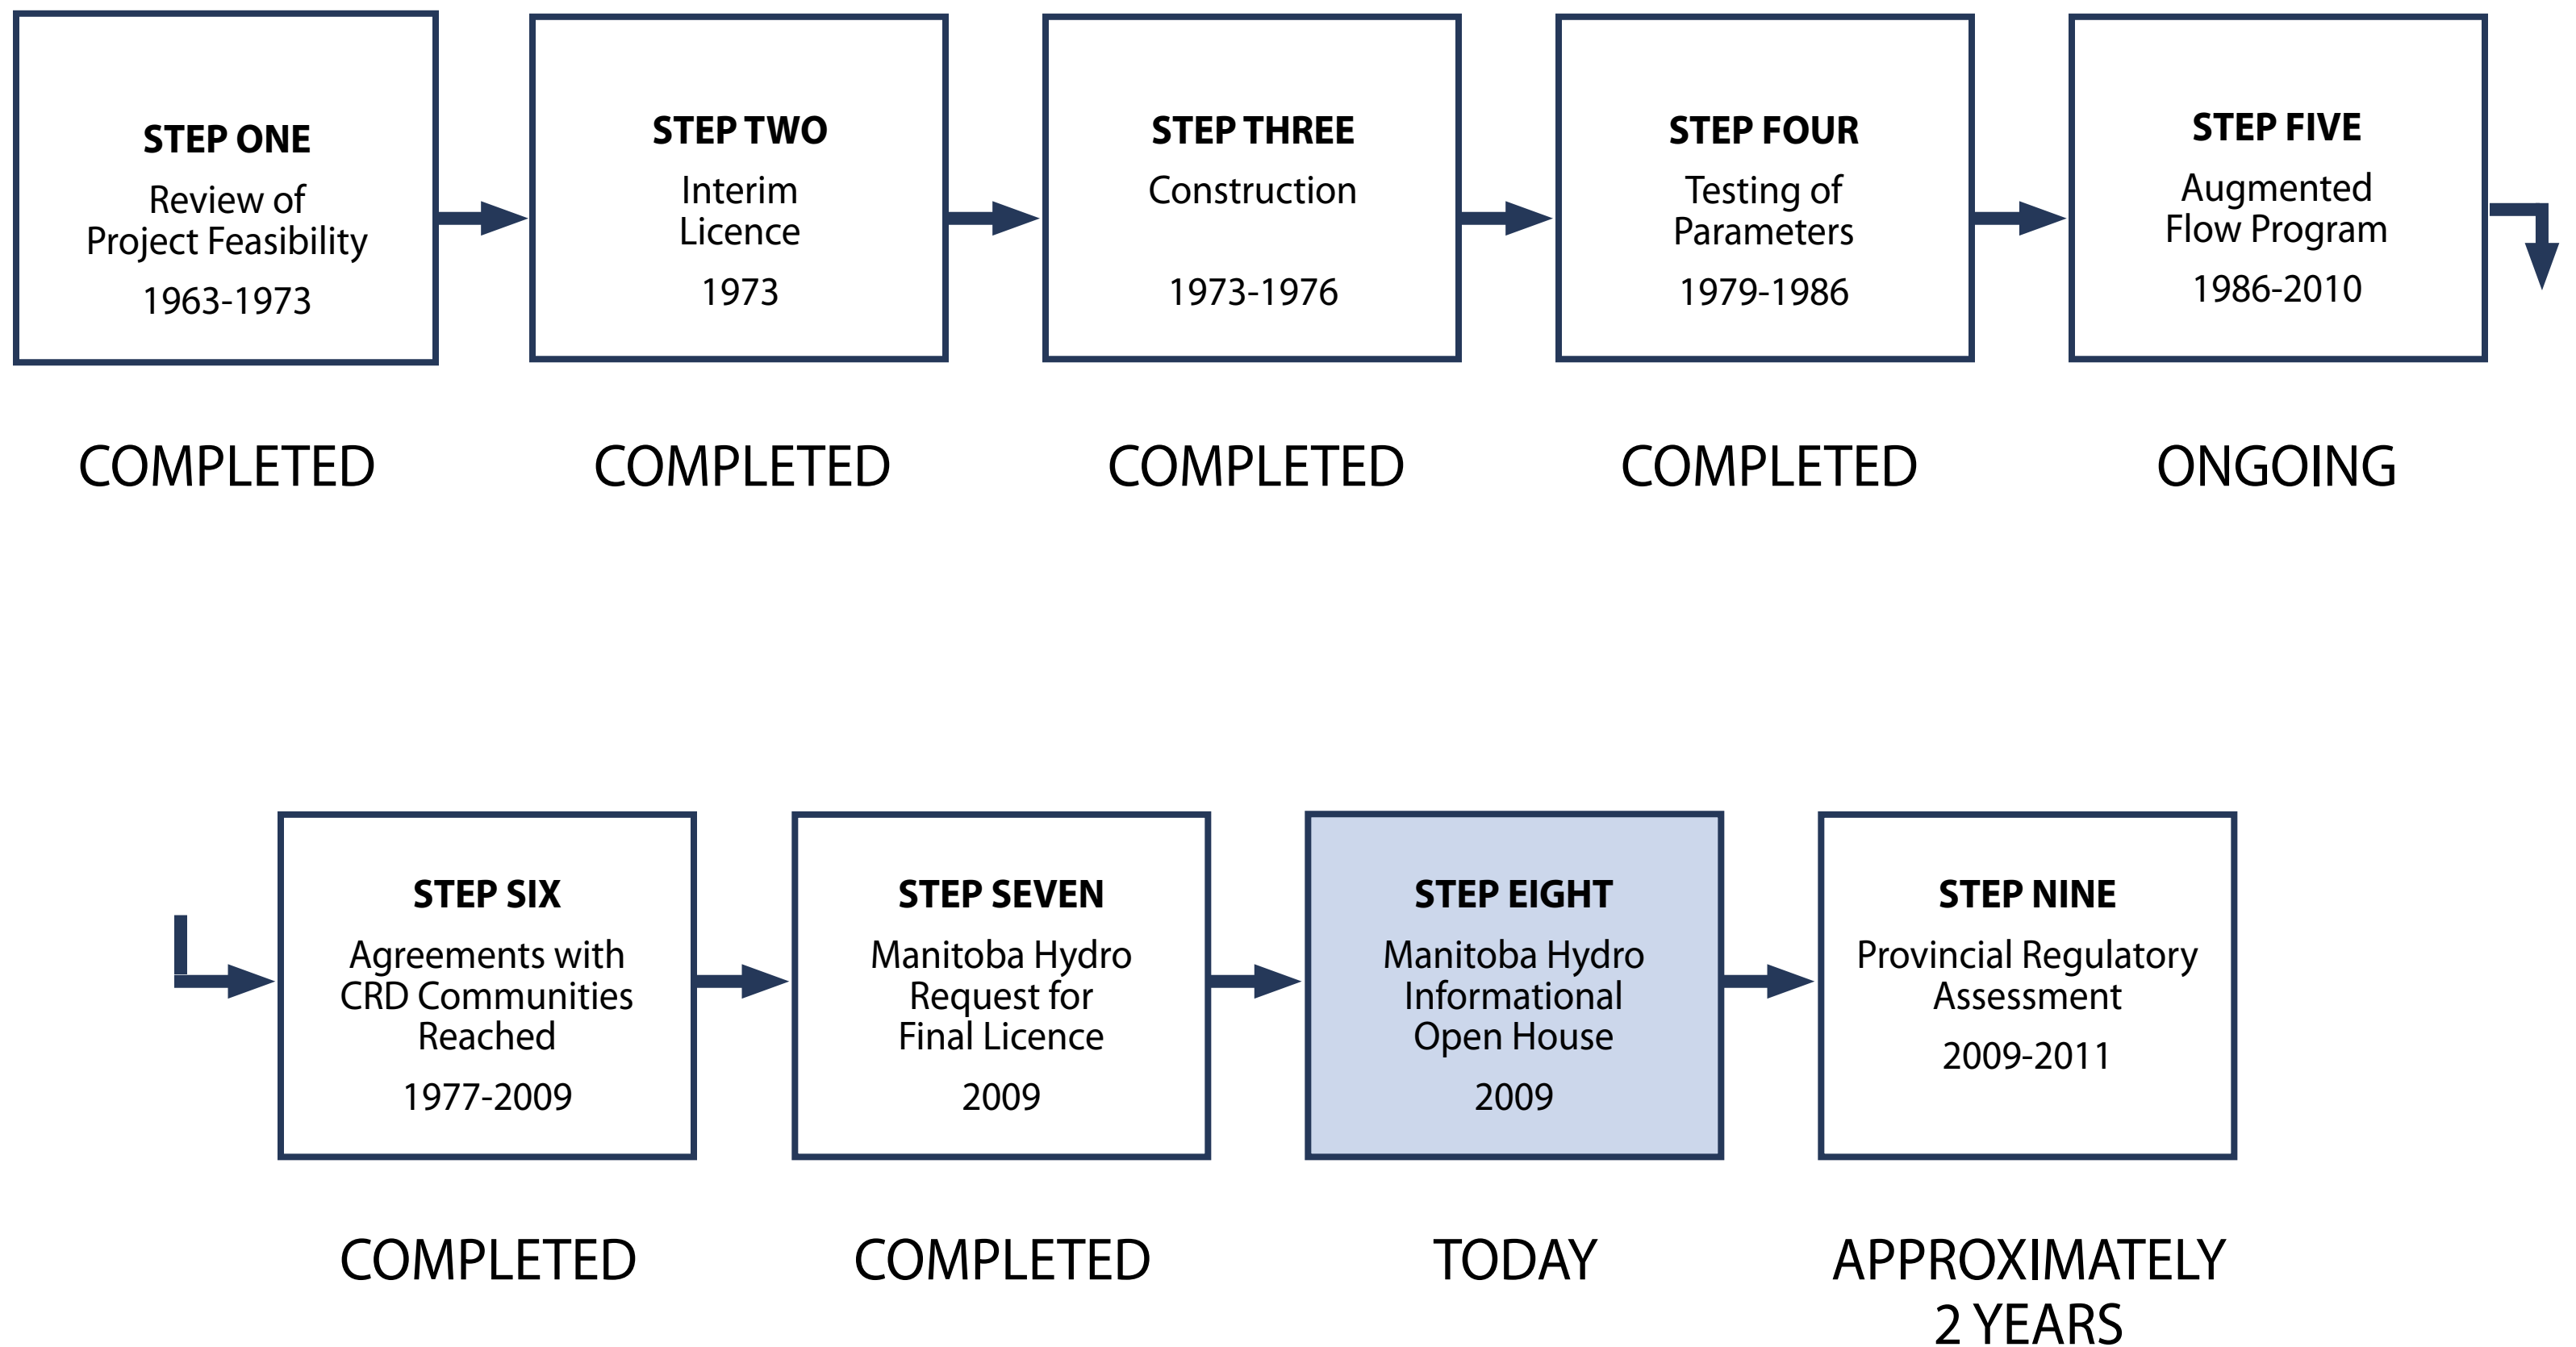 STEP ONE
Review of
Project Feasibility
1963-1973
COMPLETED
STEP TWO
Interim
Licence
1973
COMPLETED
STEP THREE
Construction
1973-1976
COMPLETED
STEP FOUR
Testing of
Parameters
1979-1986
COMPLETED
STEP FIVE
Augmented
Flow Program
1986-2010
ONGOING
STEP SIX
Agreements with
CRD Communities
Reached
1977-2009
COMPLETED
STEP SEVEN
Manitoba Hydro
Request for
Final Licence
2009
COMPLETED
STEP EIGHT
Manitoba Hydro
Informational
Open House
2009
TODAY
STEP NINE
Provincial Regulatory
Assessment
2009-2011
APPROXIMATELY
2 YEARS